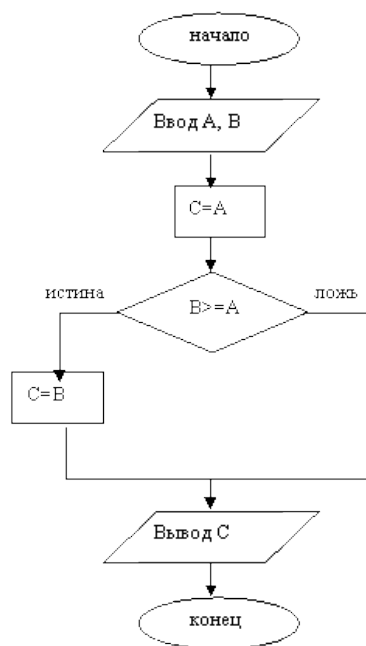 начало
Ввод A, B
C=A
B>=A
истина
ложь
C=B
Вывод C
конец